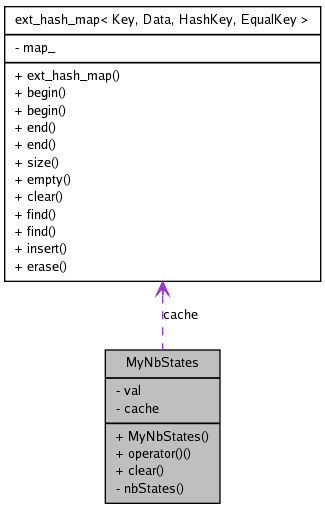 ext_hash_map< Key, Data, HashKey, EqualKey >
- map_
+ ext_hash_map()
+ begin()
+ begin()
+ end()
+ end()
+ size()
+ empty()
+ clear()
+ find()
+ find()
+ insert()
+ erase()
cache
MyNbStates
- val
- cache
+ MyNbStates()
+ operator()()
+ clear()
- nbStates()